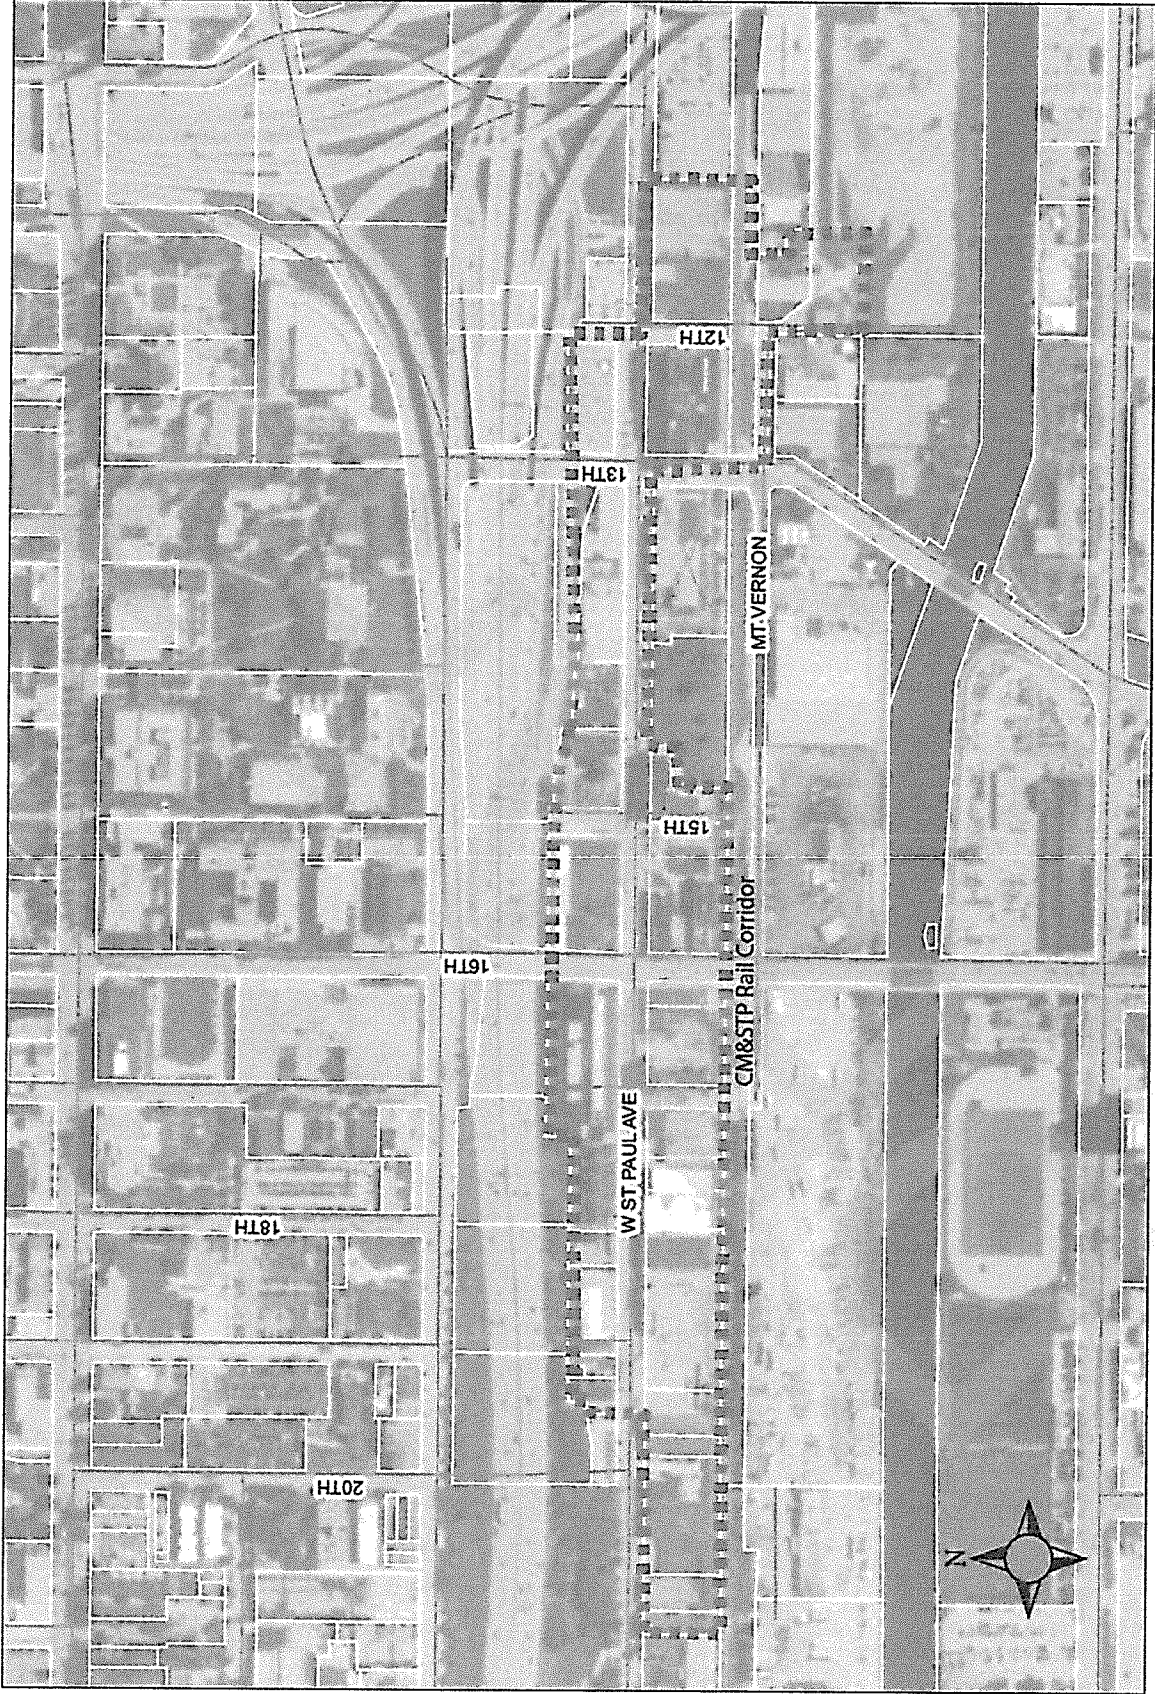 12TH
13TH
MT. VERNON
15TH
16TH
CM&STP Rail Corridor
W ST PAUL AVE
18TH
20TH
N